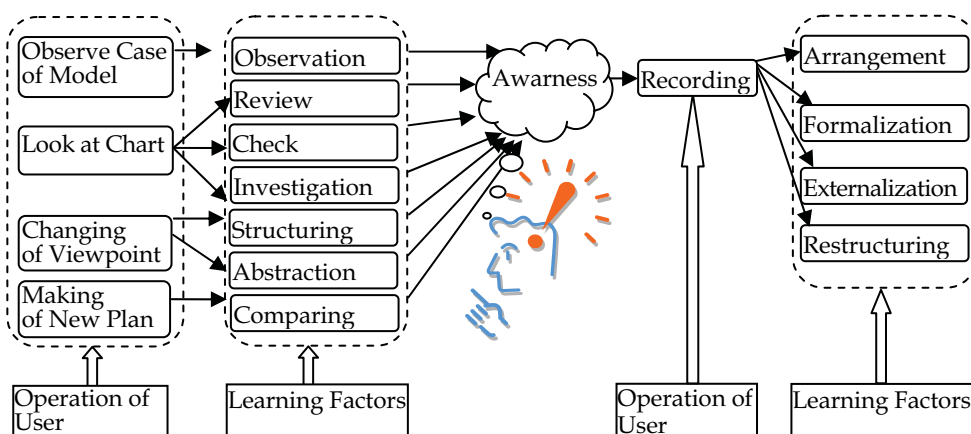 Observe Case
of Model
Look at Chart
Changing
of Viewpoint
Making
of New Plan
Observation
Review
Check
Investigation
Structuring
Abstraction
Comparing
Awarness
Recording
Arrangement
Formalization
Externalization
Restructuring
Operation of
User
Learning Factors
Operation of
User
Learning Factors